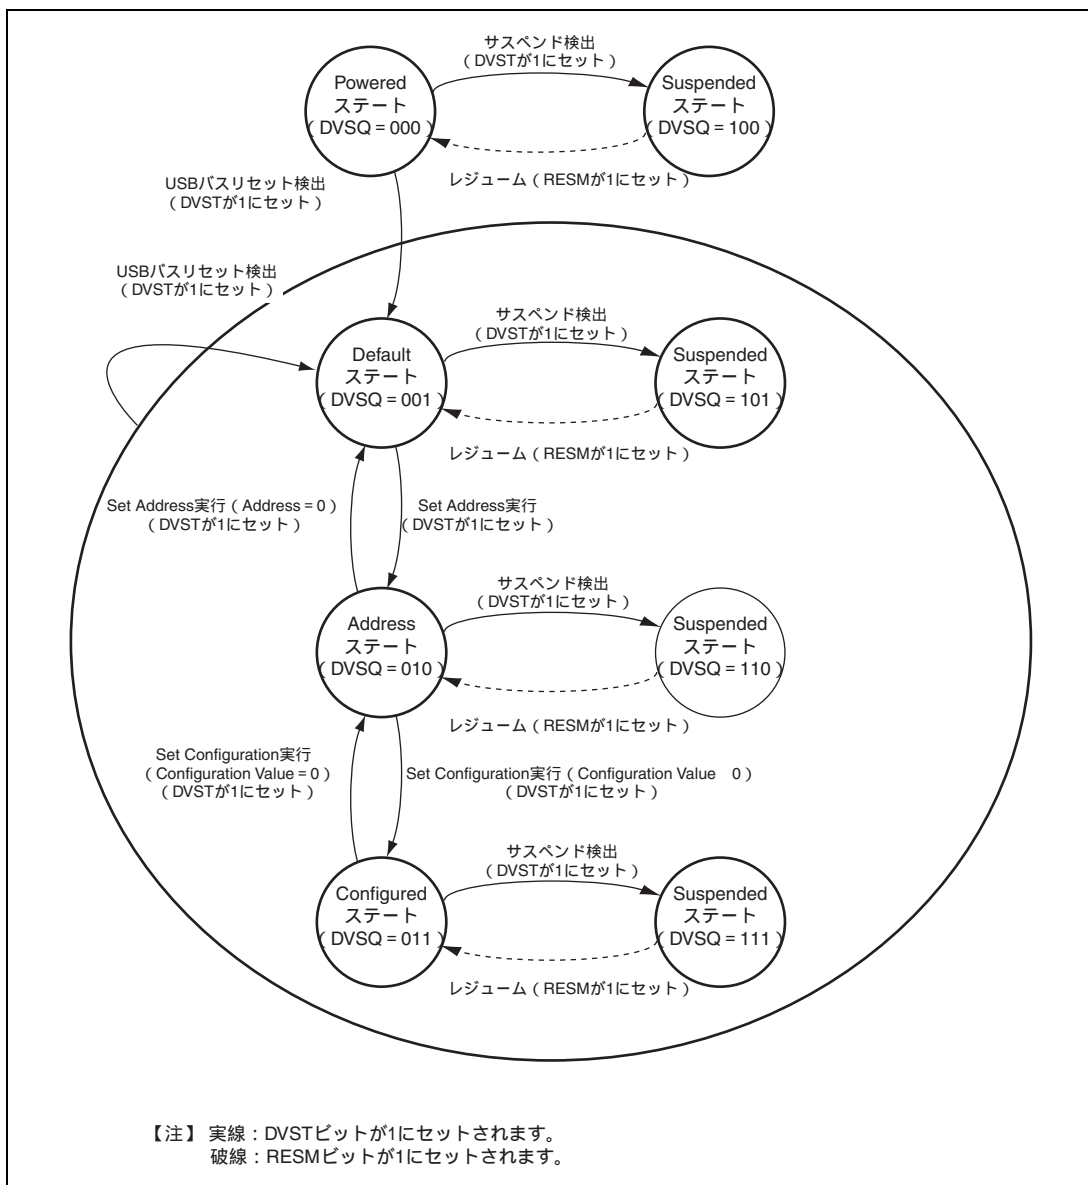 サスペンド検出
( DVSTが1にセット )
Powered
ステート
( DVSQ = 000 )
Suspended
ステート
( DVSQ = 100 )
レジューム ( RESMが1にセット )
USBバスリセット検出
( DVSTが1にセット )
USBバスリセット検出
( DVSTが1にセット )
サスペンド検出
( DVSTが1にセット )
Default
ステート
( DVSQ = 001 )
Suspended
ステート
( DVSQ = 101 )
レジューム ( RESMが1にセット )
Set Address実行 ( Address = 0 )
( DVSTが1にセット )
Set Address実行
( DVSTが1にセット )
サスペンド検出
( DVSTが1にセット )
Address
ステート
( DVSQ = 010 )
Suspended
ステート
( DVSQ = 110 )
レジューム ( RESMが1にセット )
Set Configuration実行
( Configuration Value = 0 )
( DVSTが1にセット )
Set Configuration実行 ( Configuration Value 0 )
( DVSTが1にセット )
サスペンド検出
( DVSTが1にセット )
Configured
ステート
( DVSQ = 011 )
Suspended
ステート
( DVSQ = 111 )
レジューム ( RESMが1にセット )
【注】 実線 : DVSTビットが1にセットされます。
破線 : RESMビットが1にセットされます。